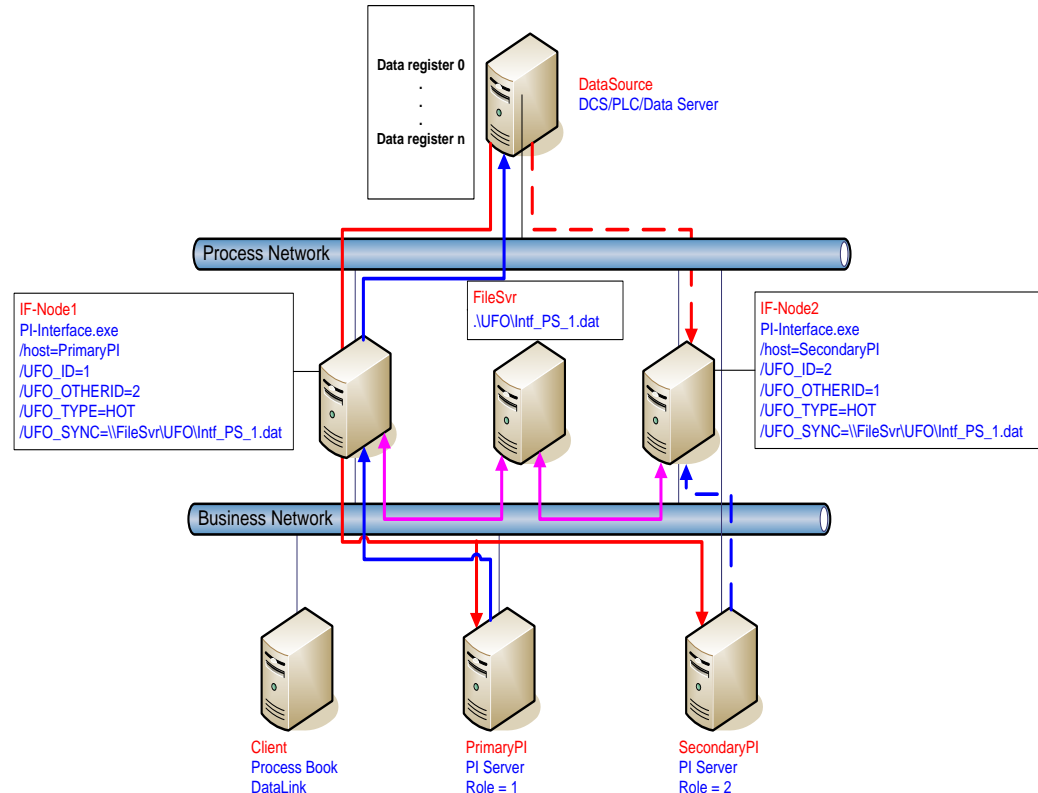 Data register 0
.
.
.
Data register n
DataSource
DCS/PLC/Data Server
Process Network
IF-Node1
PI-Interface.exe
/host=PrimaryPI
/UFO_ID=1
/UFO_OTHERID=2
/UFO_TYPE=HOT
/UFO_SYNC=\\FileSvr\UFO\Intf_PS_1.dat
FileSvr
.\UFO\Intf_PS_1.dat
IF-Node2
PI-Interface.exe
/host=SecondaryPI
/UFO_ID=2
/UFO_OTHERID=1
/UFO_TYPE=HOT
/UFO_SYNC=\\FileSvr\UFO\Intf_PS_1.dat
Business Network
Client
Process Book
DataLink
PrimaryPI
PI Server
Role = 1
SecondaryPI
PI Server
Role = 2